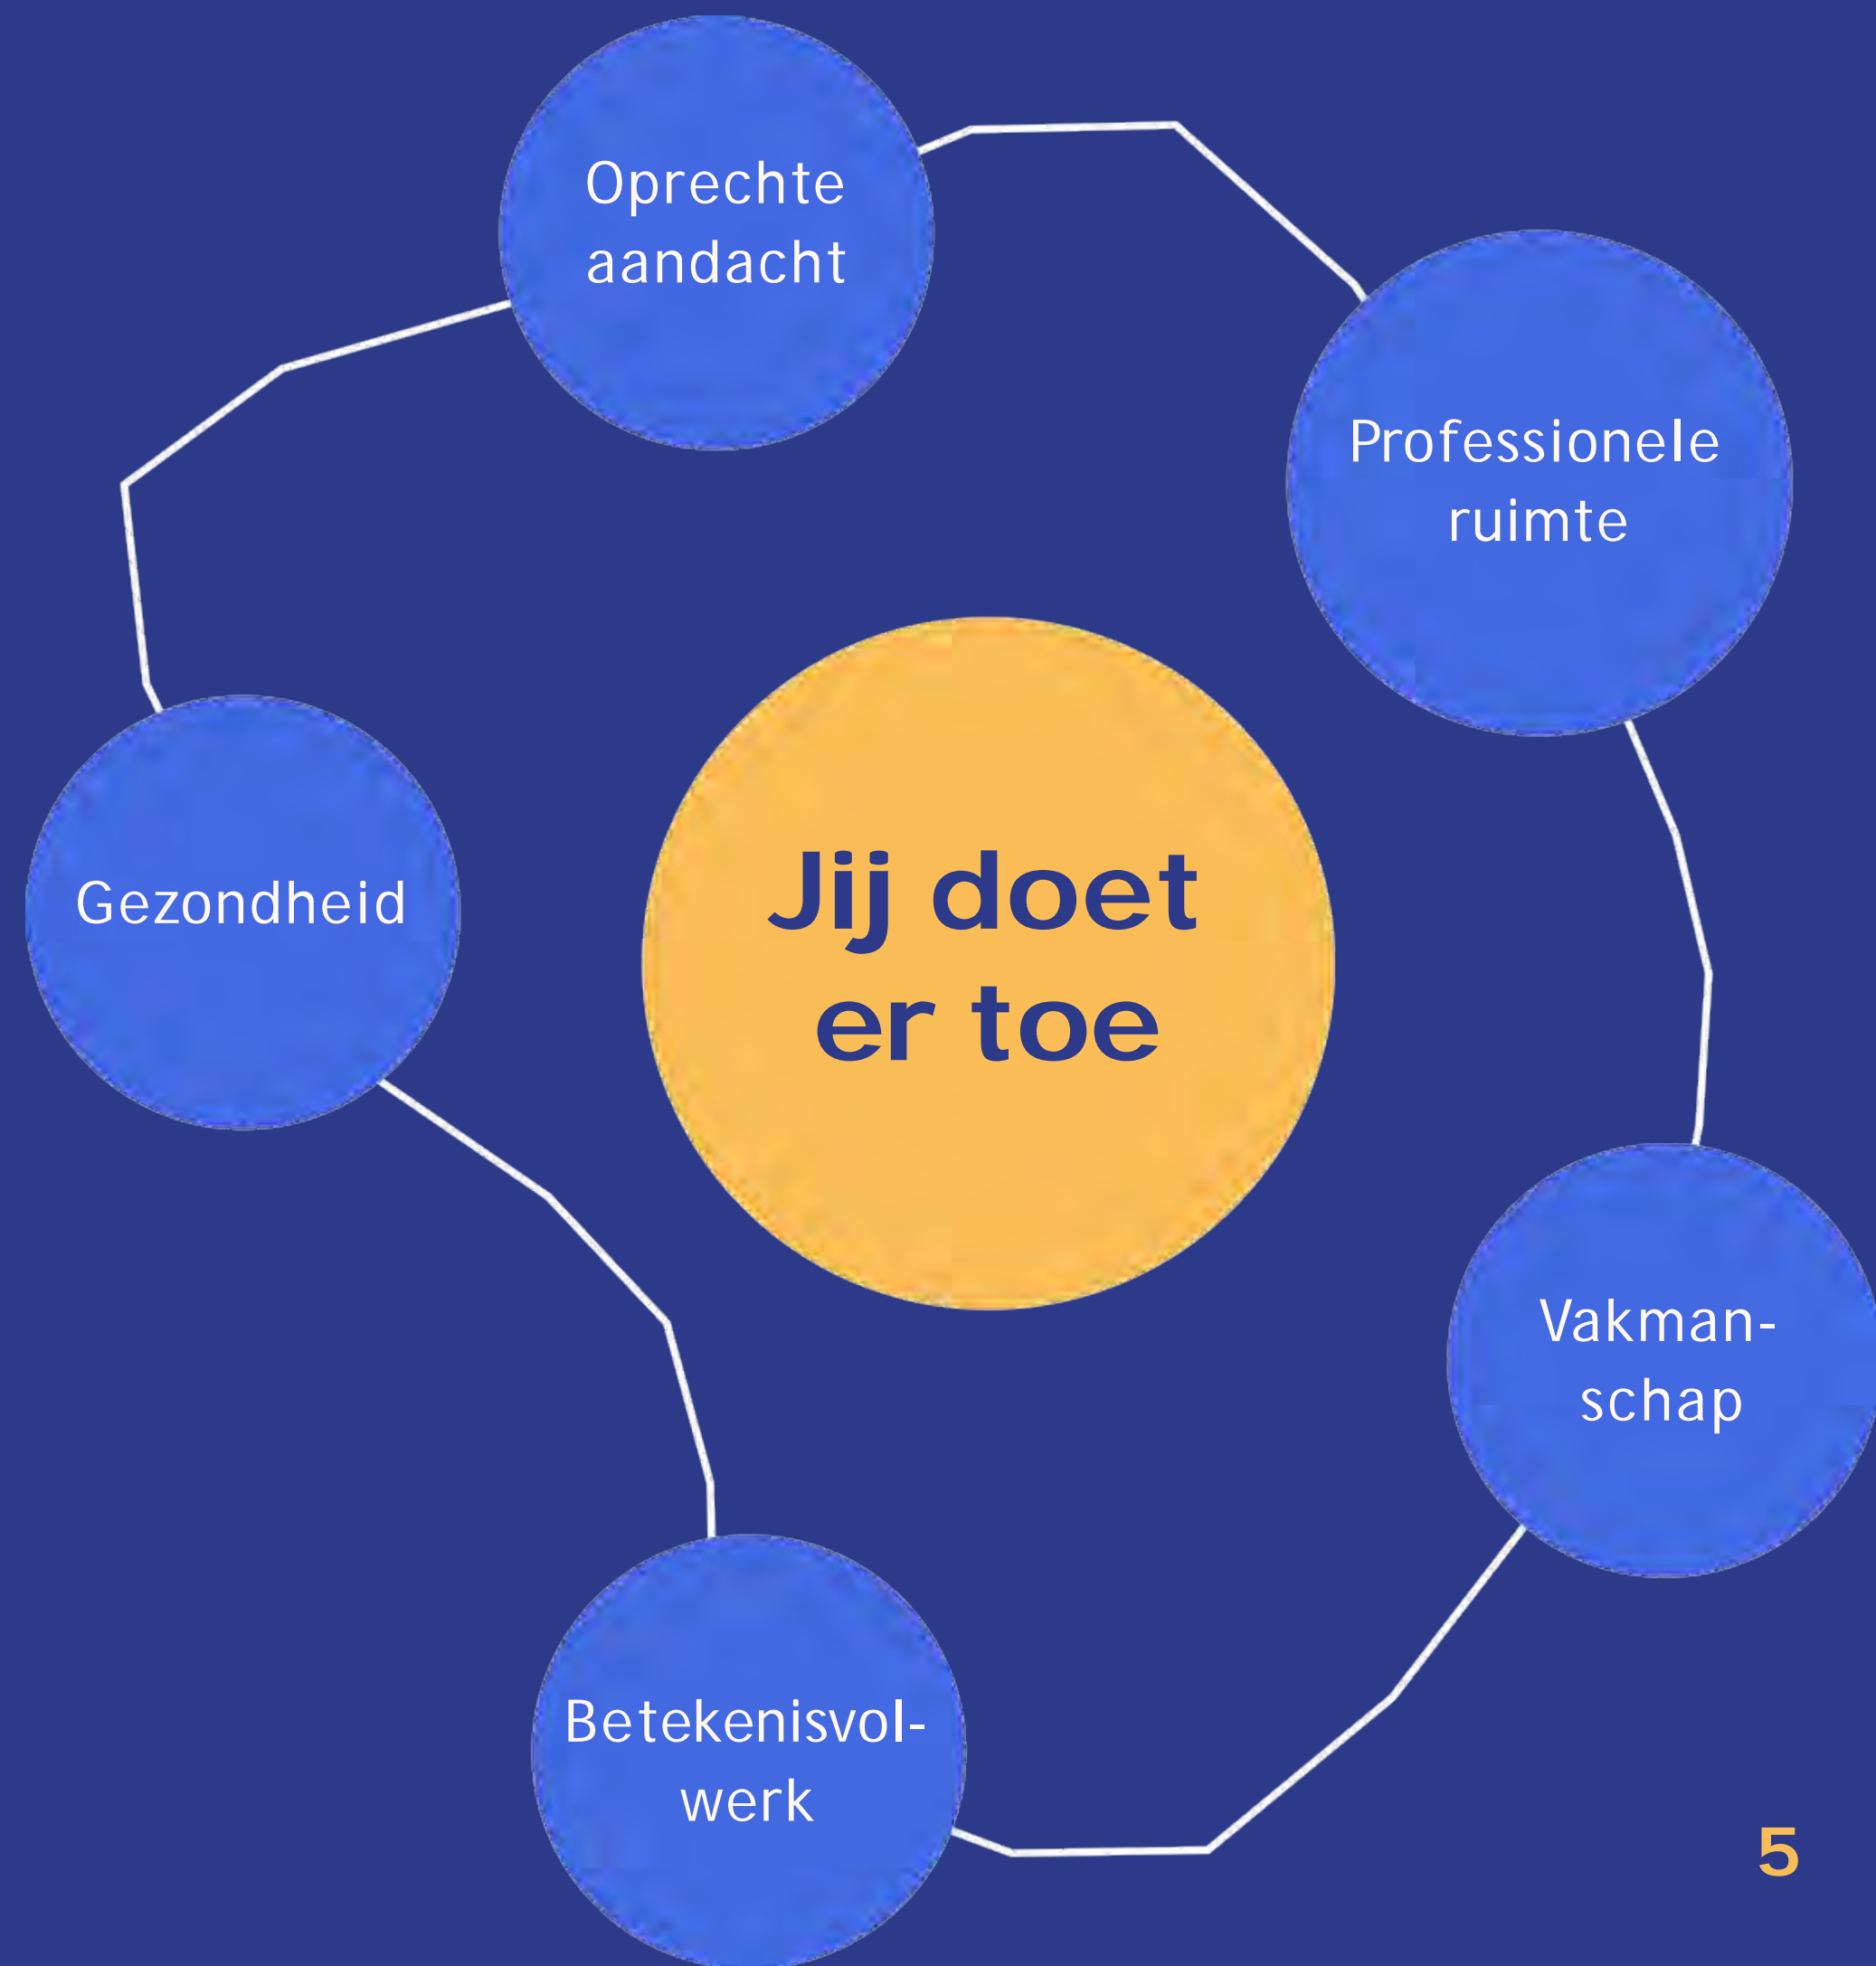 Oprechte
aandacht
Professionele
ruimte
Gezondheid
Jij doet
er toe
Vakman-
schap
Betekenisvol-
werk
5